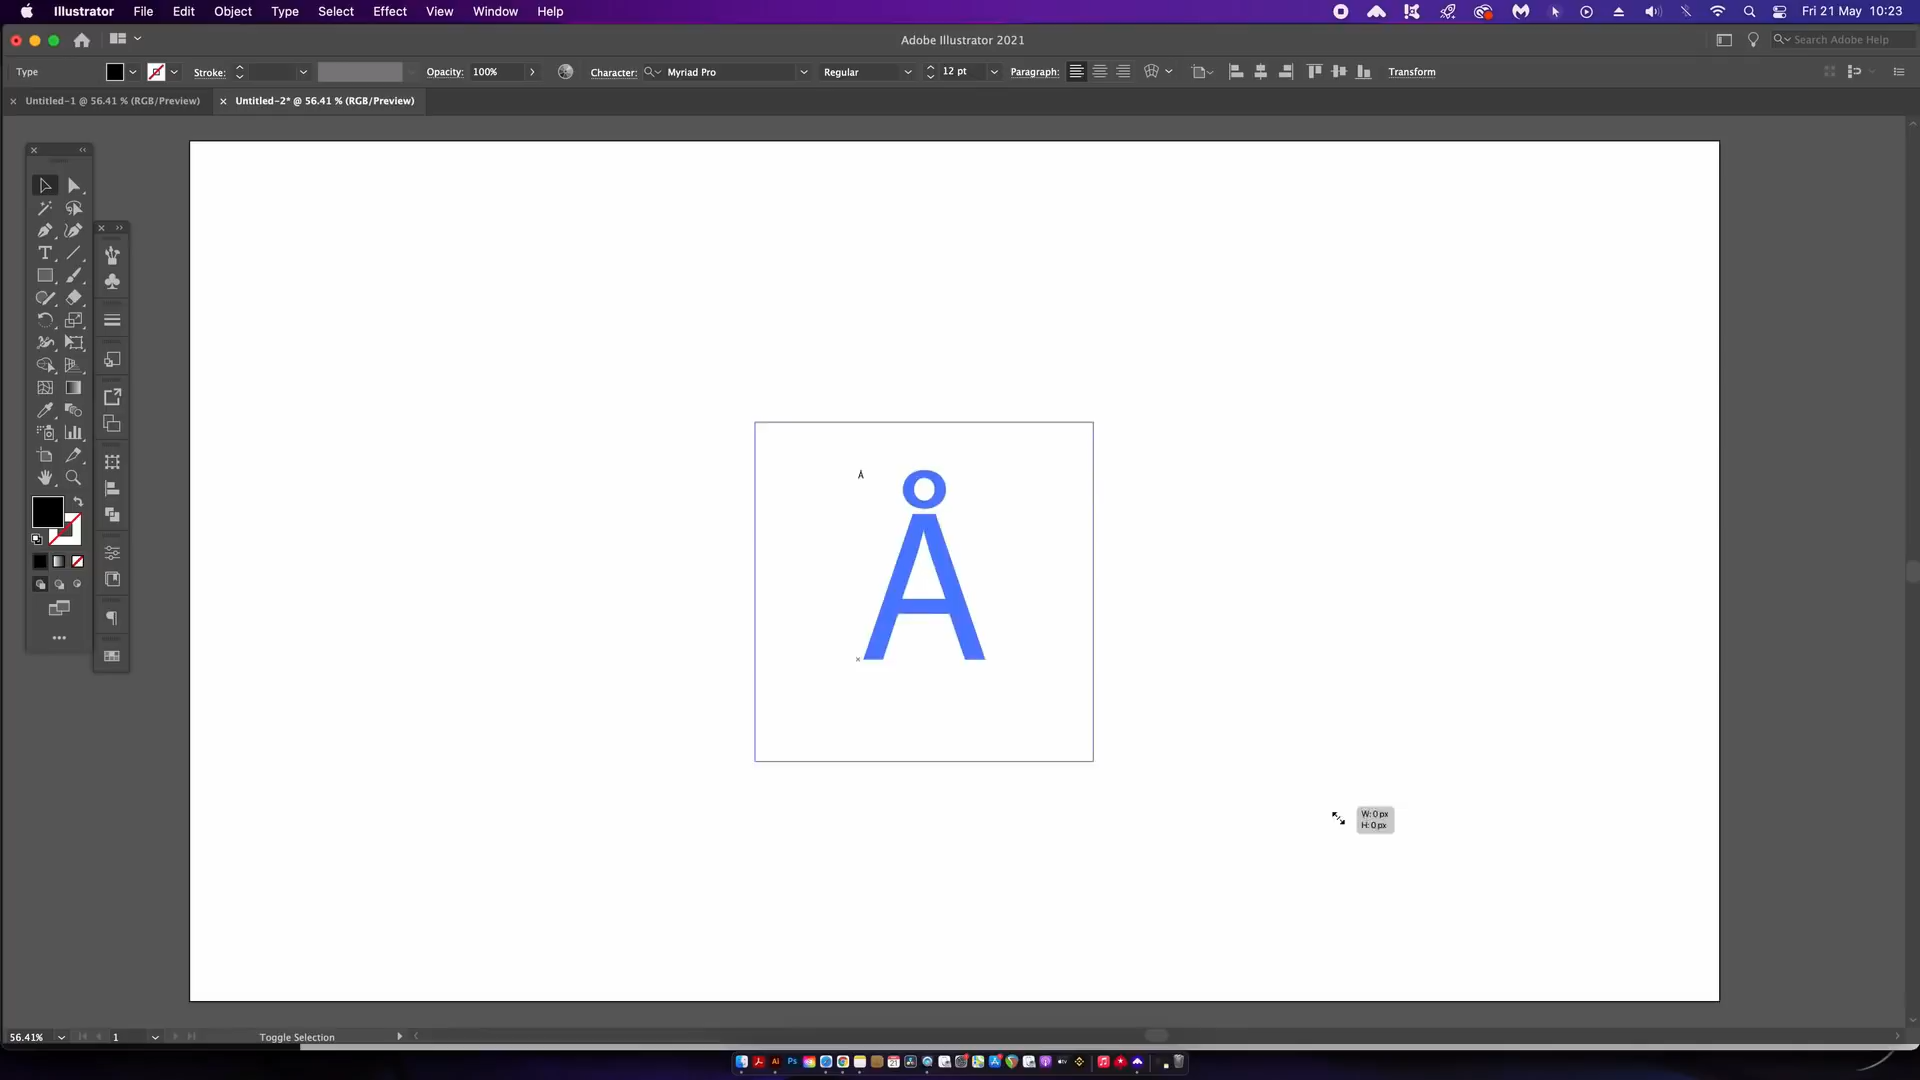 Illustrator File Edit Object Type Select Effect View Window Help Fri 21 May 10:23
Adobe Illustrator 2021 Search Adobe Help
Type Stroke: Opacity: 100% Character: Myriad Pro Regular 12 pt Paragraph: Transform
Untitled-1 @ 56.41 % (RGB/Preview) Untitled-2* @ 56.41 % (RGB/Preview)
Å
Å
W: 0 px
H: 0 px
56.41% 1 Toggle Selection